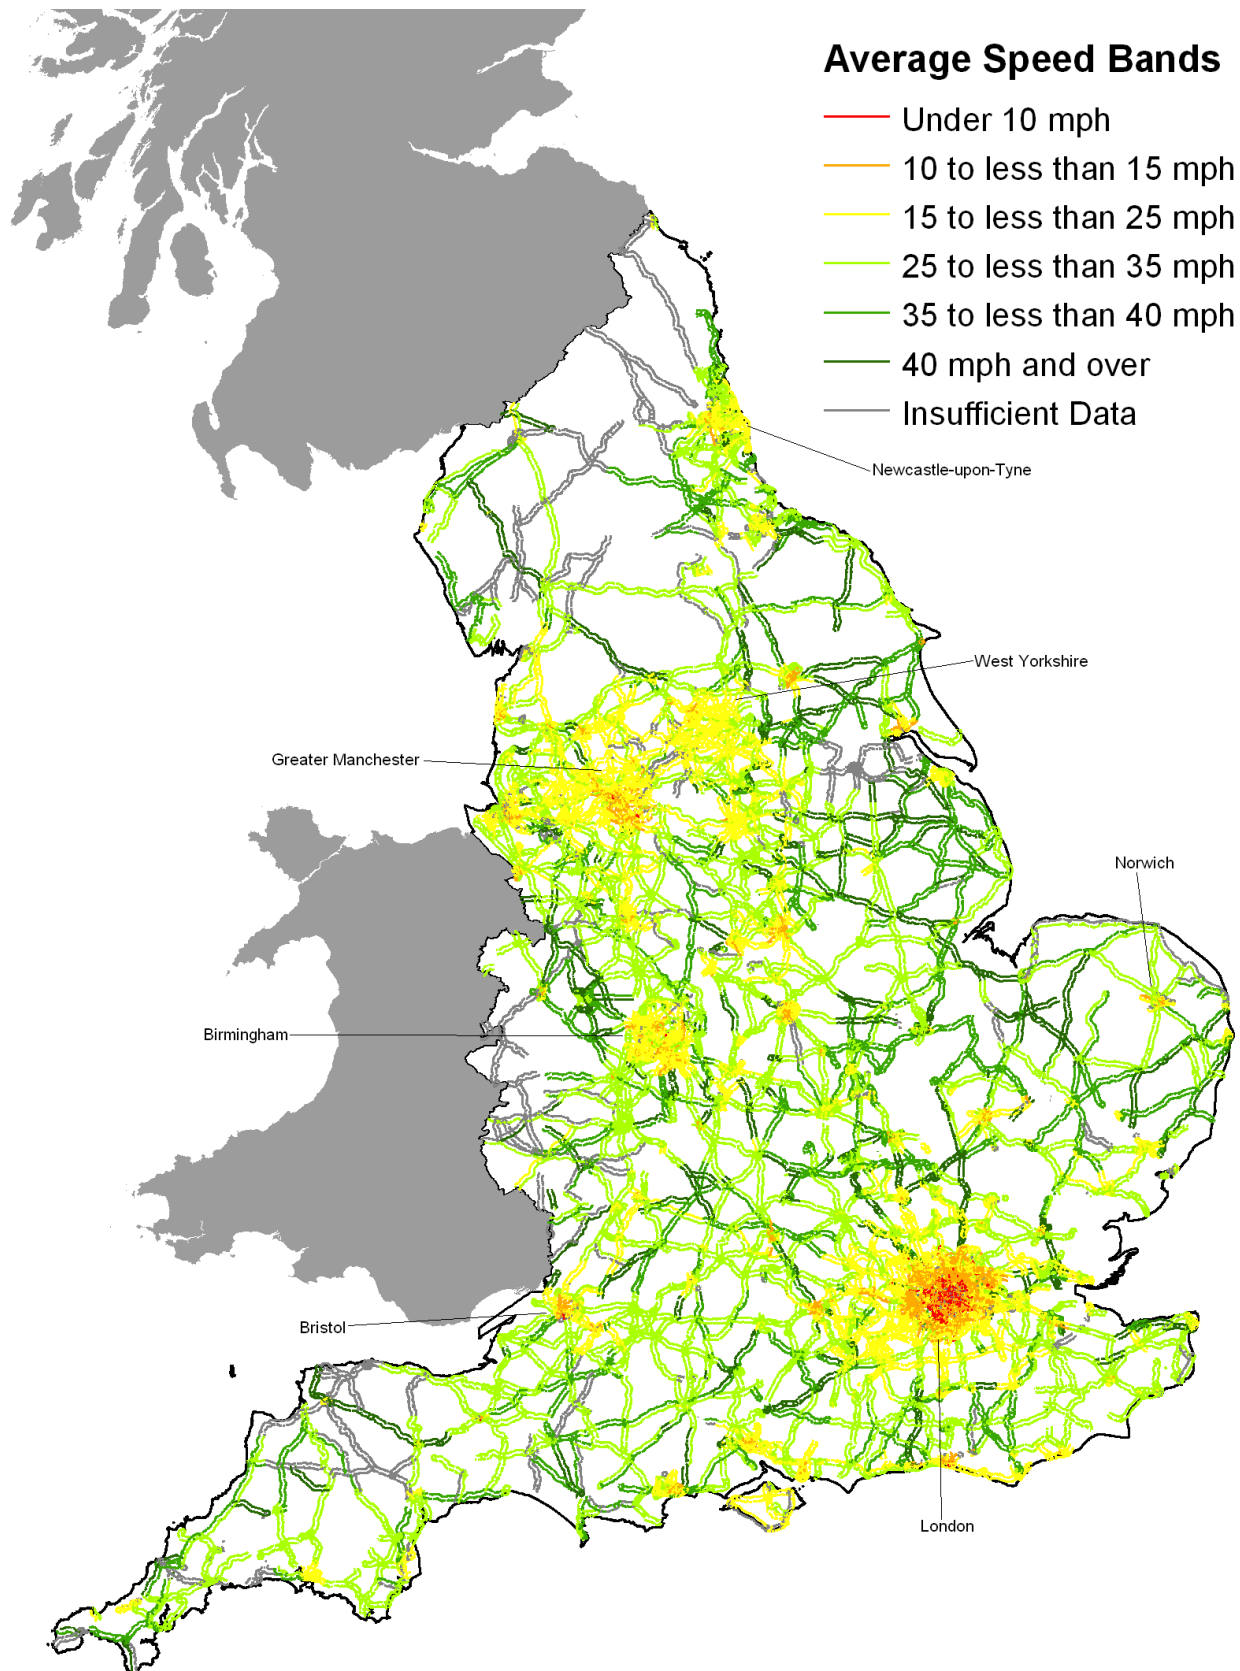 Average Speed Bands
Under 10 mph
10 to less than 15 mph
15 to less than 25 mph
25 to less than 35 mph
35 to less than 40 mph
40 mph and over
Insufficient Data
Newcastle-upon-Tyne
West Yorkshire
Greater Manchester
Norwich
Birmingham
Bristol
London